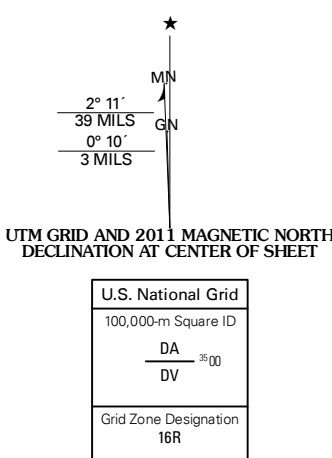 ★
MN
2° 11´
39 MILS
GN
0° 10´
3 MILS
UTM GRID AND 2011 MAGNETIC NORTH
DECLINATION AT CENTER OF SHEET
U.S. National Grid
100,000-m Square ID
DA
³⁵00
DV
Grid Zone Designation
16R